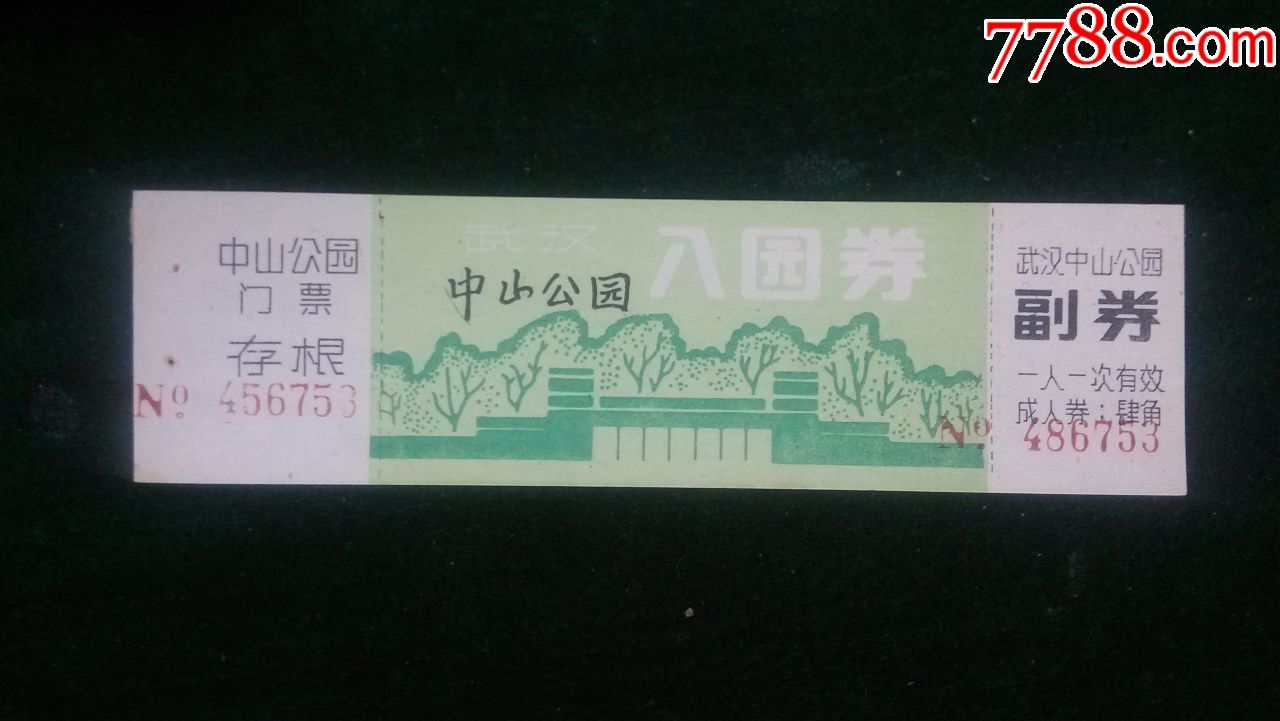 7788.com
中山公园
门票
存根
No 456753
武汉
中山公园
入园券
武汉中山公园
副券
一人一次有效
成人券:肆角
No 486753